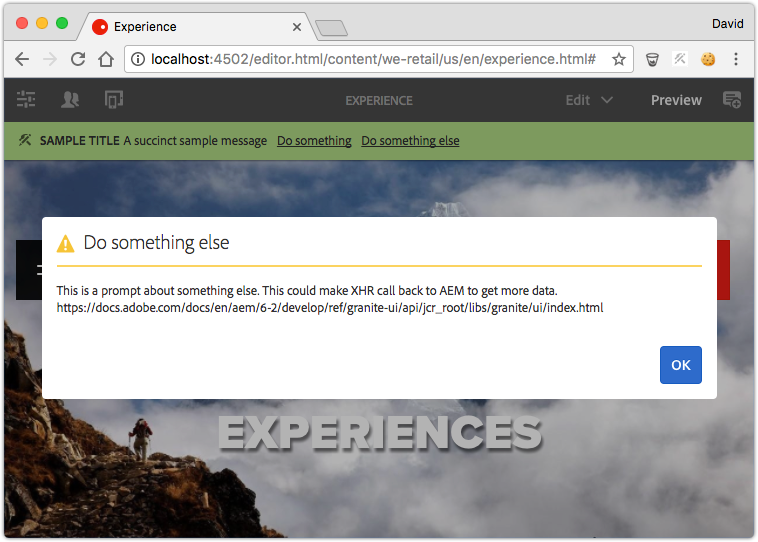 Experience
David
localhost:4502/editor.html/content/we-retail/us/en/experience.html#
EXPERIENCE
Edit
Preview
SAMPLE TITLE A succinct sample message Do something Do something else
Do something else
This is a prompt about something else. This could make XHR call back to AEM to get more data.
https://docs.adobe.com/docs/en/aem/6-2/develop/ref/granite-ui/api/jcr_root/libs/granite/ui/index.html
OK
EXPERIENCES